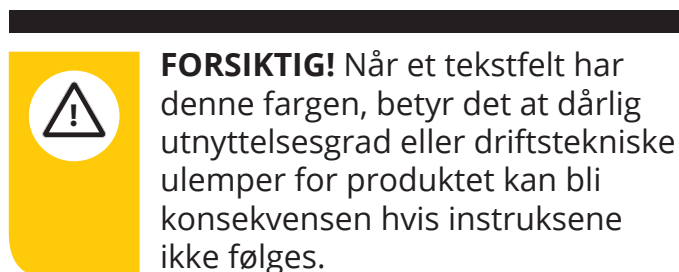 FORSIKTIG! Når et tekstfelt har
denne fargen, betyr det at dårlig
utnyttelsesgrad eller driftstekniske
ulemper for produktet kan bli
konsekvensen hvis instruksene
ikke følges.